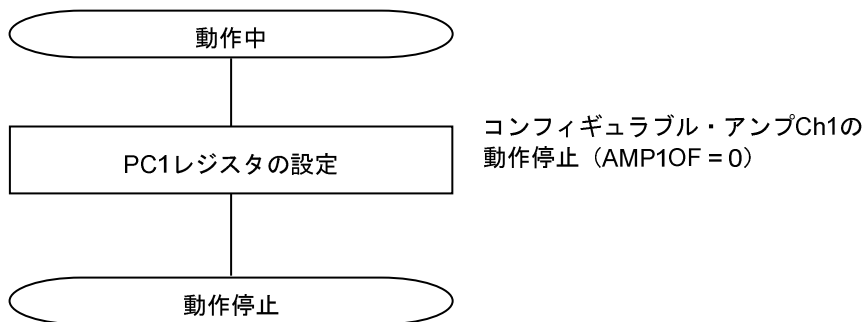 動作中
PC1レジスタの設定
コンフィギュラブル・アンプCh1の
動作停止（AMP1OF = 0）
動作停止